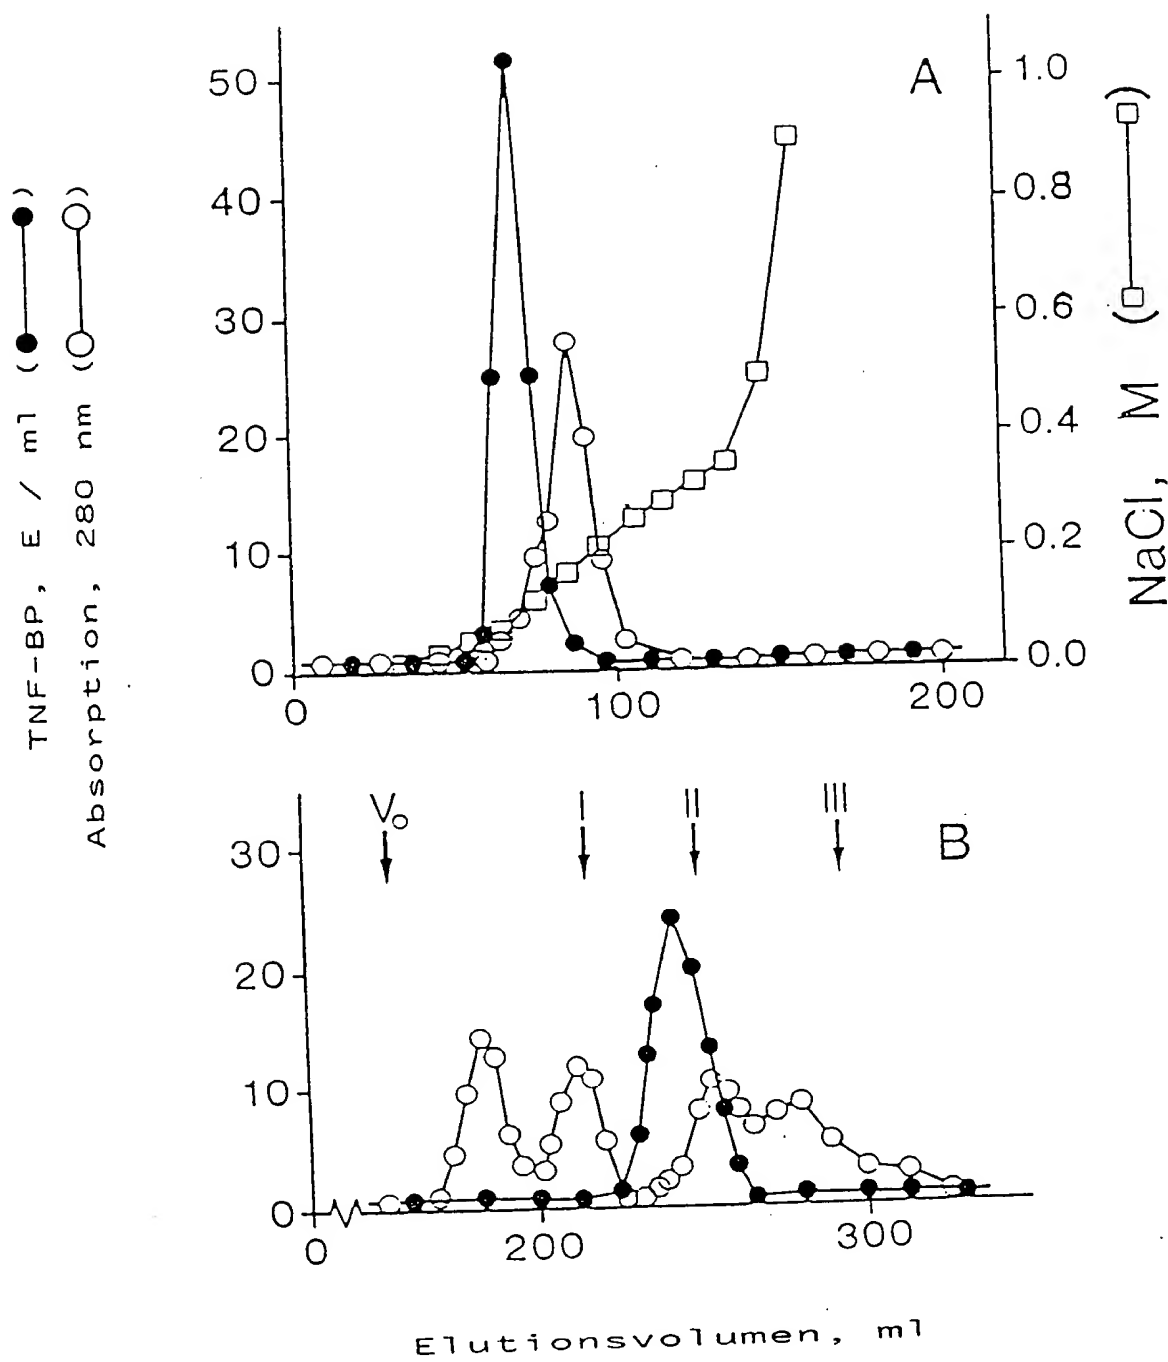 TNF-BP, E / ml (●—●)
Absorption, 280 nm (○—○)
A
50
40
30
20
10
0
0
100
200
1.0
0.8
0.6
0.4
0.2
0.0
NaCl, M (□—□)
Vo
I
II
III
B
30
20
10
0
0
200
300
Elutionsvolumen, ml